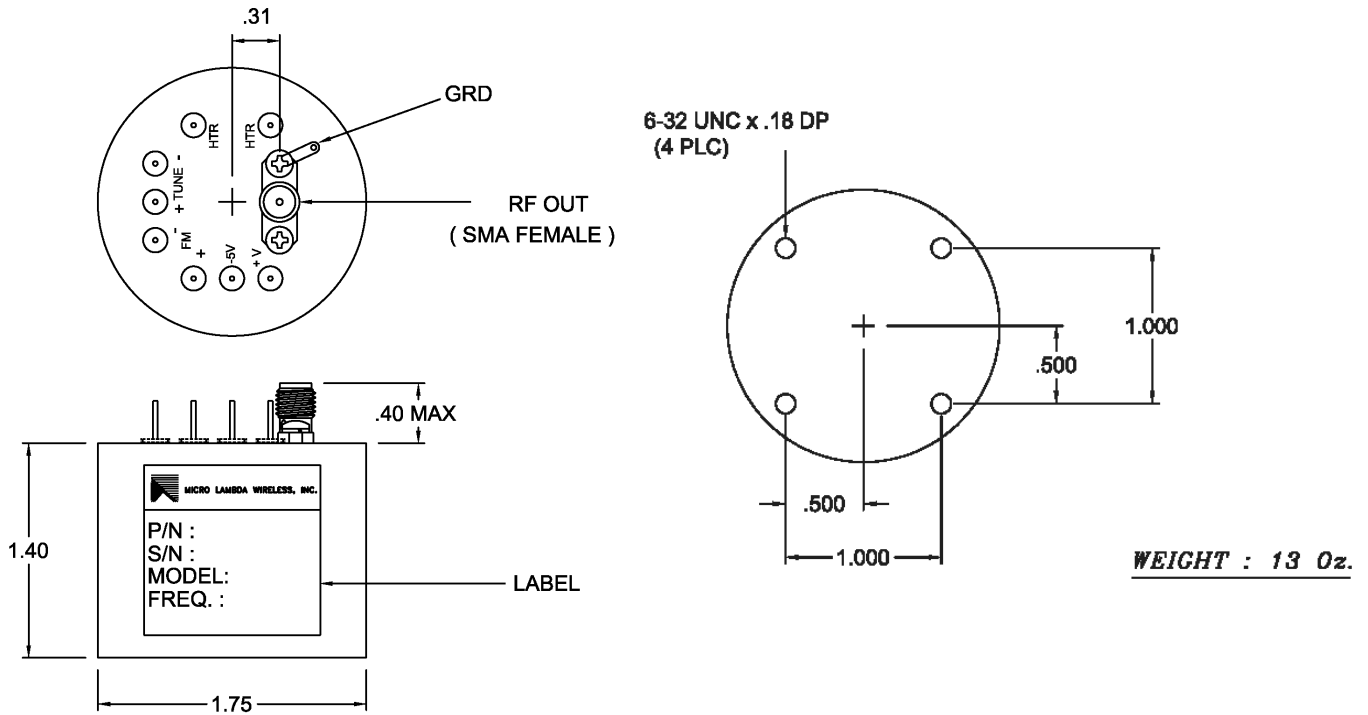 .31
GRD
HTR
HTR
- TUNE +
- FM +
-5V
+ V
RF OUT
( SMA FEMALE )
6-32 UNC x .18 DP
(4 PLC)
1.000
.500
.500
1.000
.40 MAX
MICRO LAMBDA WIRELESS, INC.
P/N :
S/N :
MODEL:
FREQ. :
LABEL
1.40
1.75
WEIGHT : 13 Oz.